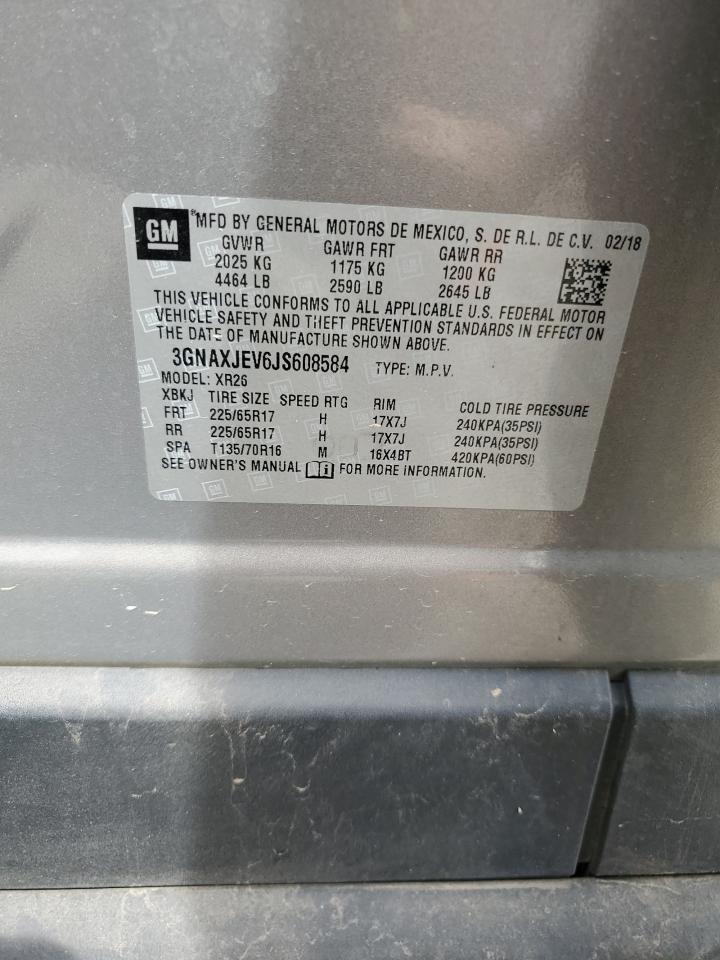 GM ® MFD BY GENERAL MOTORS DE MEXICO, S. DE R.L. DE C.V. 02/18
GVWR GAWR FRT GAWR RR
2025 KG 1175 KG 1200 KG
4464 LB 2590 LB 2645 LB
THIS VEHICLE CONFORMS TO ALL APPLICABLE U.S. FEDERAL MOTOR
VEHICLE SAFETY AND THEFT PREVENTION STANDARDS IN EFFECT ON
THE DATE OF MANUFACTURE SHOWN ABOVE.
3GNAXJEV6JS608584 TYPE: M.P.V.
MODEL: XR26
XBKJ TIRE SIZE SPEED RTG RIM COLD TIRE PRESSURE
FRT 225/65R17 H 17X7J 240KPA(35PSI)
RR 225/65R17 H 17X7J 240KPA(35PSI)
SPA T135/70R16 M 16X4BT 420KPA(60PSI)
SEE OWNER'S MANUAL FOR MORE INFORMATION.